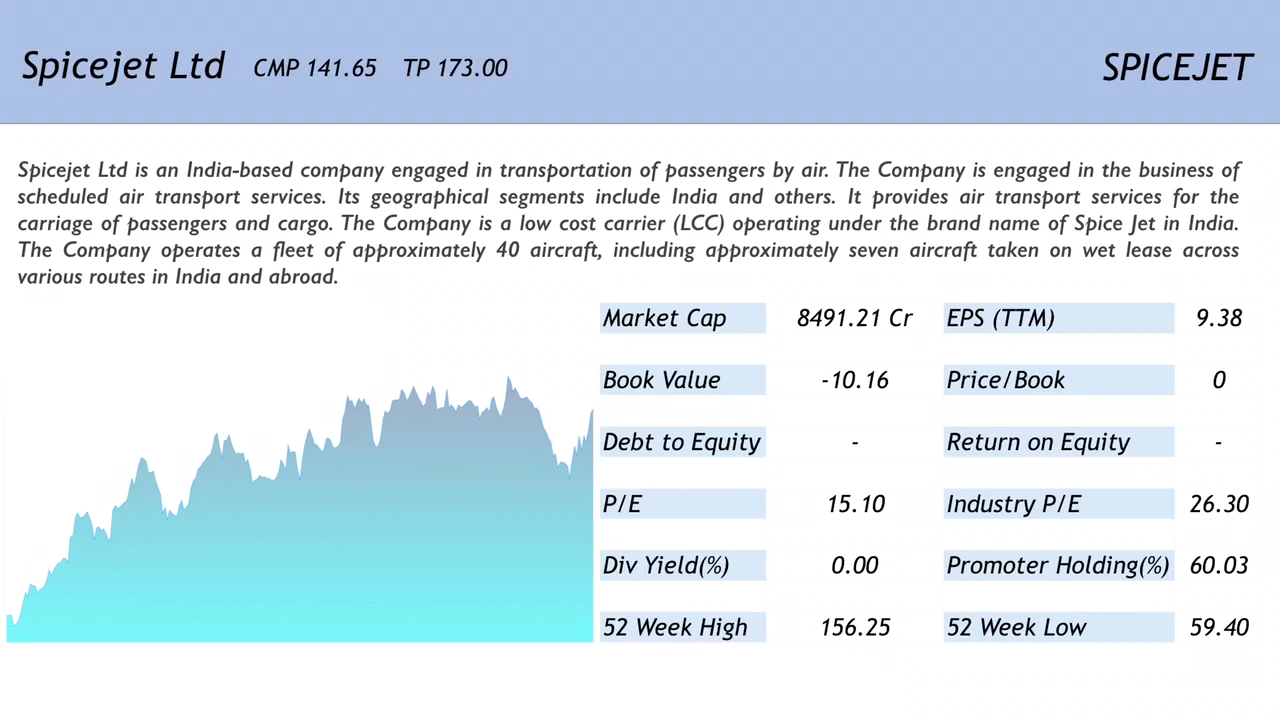 Spicejet Ltd CMP 141.65 TP 173.00 SPICEJET
Spicejet Ltd is an India-based company engaged in transportation of passengers by air. The Company is engaged in the business of
scheduled air transport services. Its geographical segments include India and others. It provides air transport services for the
carriage of passengers and cargo. The Company is a low cost carrier (LCC) operating under the brand name of Spice Jet in India.
The Company operates a fleet of approximately 40 aircraft, including approximately seven aircraft taken on wet lease across
various routes in India and abroad.
Market Cap 8491.21 Cr EPS (TTM) 9.38
Book Value -10.16 Price/Book 0
Debt to Equity - Return on Equity -
P/E 15.10 Industry P/E 26.30
Div Yield(%) 0.00 Promoter Holding(%) 60.03
52 Week High 156.25 52 Week Low 59.40